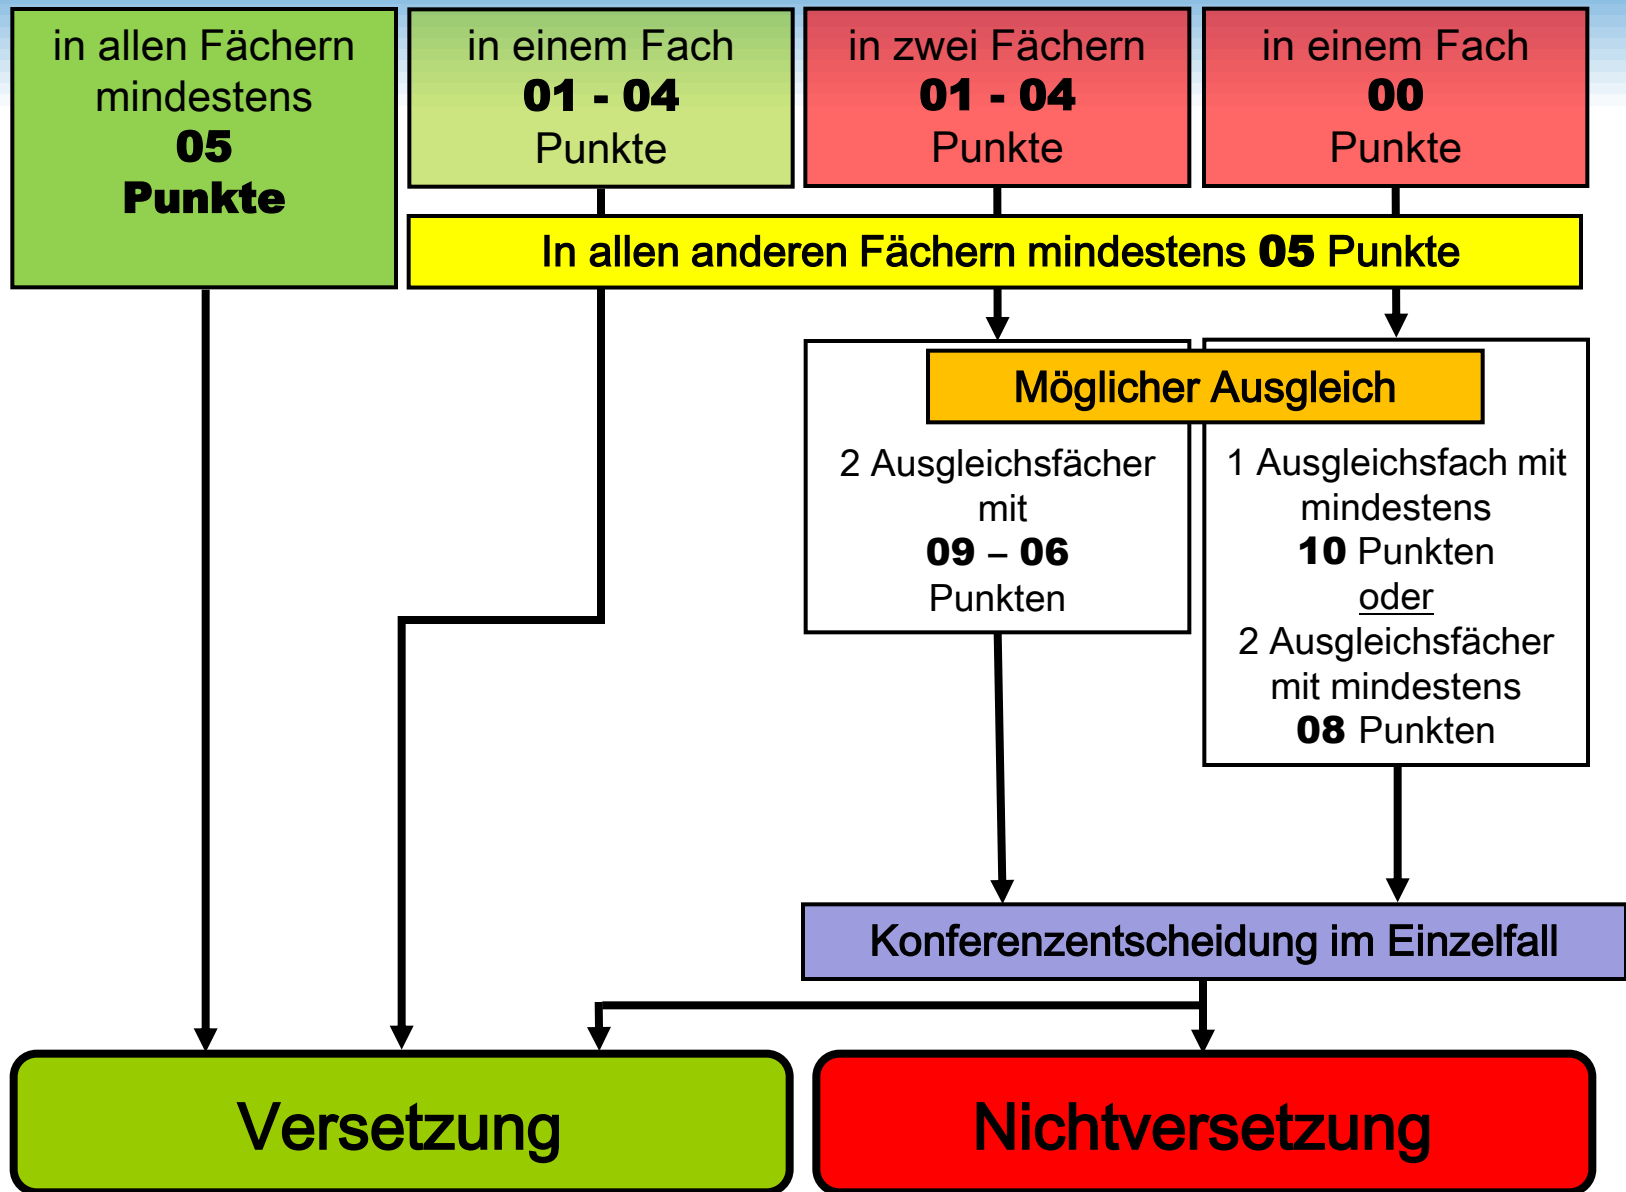 in allen Fächern
mindestens
05
Punkte
in einem Fach
01 - 04
Punkte
in zwei Fächern
01 - 04
Punkte
in einem Fach
00
Punkte
In allen anderen Fächern mindestens 05 Punkte
Möglicher Ausgleich
2 Ausgleichsfächer
mit
09 – 06
Punkten
1 Ausgleichsfach mit
mindestens
10 Punkten
oder
2 Ausgleichsfächer
mit mindestens
08 Punkten
Konferenzentscheidung im Einzelfall
Versetzung
Nichtversetzung